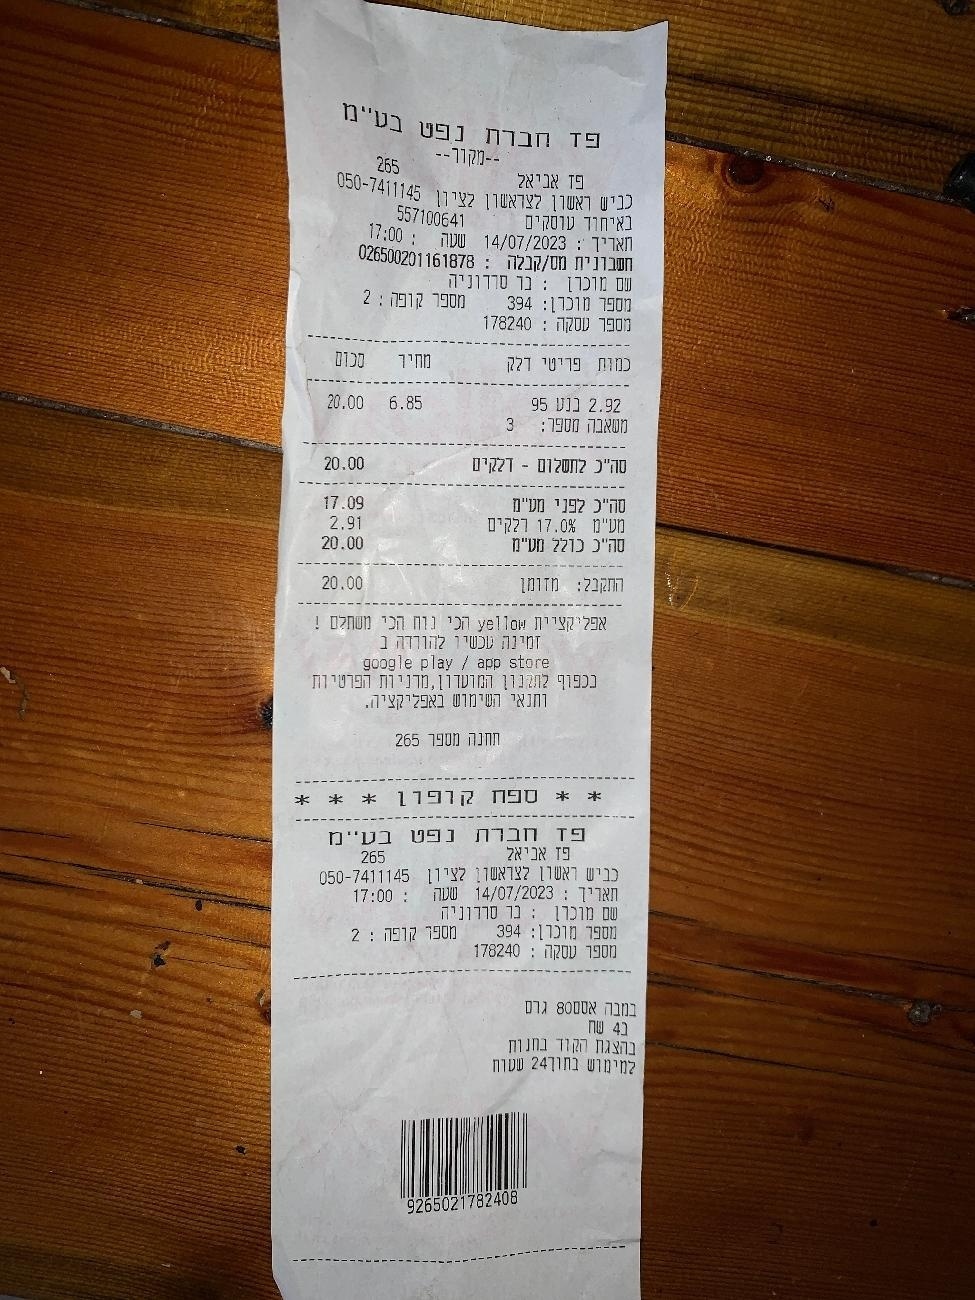 פז חברת נפט בע"מ
--מקור--
פז אביאל 265
כביש ראשון לצראשון לציון 050-7411145
באיחוד עוסקים 557100641
תאריך : 14/07/2023 שעה : 17:00
חשבונית מס/קבלה : 026500201161878
שם מוכרן : בר סרדוניה
מספר מוכרן: 394 מספר קופה : 2
מספר עסקה : 178240
כמות פריטי דלק מחיר סכום
2.92 בנע 95 6.85 20.00
משאבה מספר: 3
סה"כ לתשלום - דלקים 20.00
סה"כ לפני מע"מ 17.09
מע"מ 17.0% דלקים 2.91
סה"כ כולל מע"מ 20.00
התקבל: מזומן 20.00
אפליקציית yellow הכי נוח הכי משתלם !
זמינה עכשיו להורדה ב
google play / app store
בכפוף לתקנון המועדון,מדניות הפרטיות
ותנאי השימוש באפליקציה.
תחנה מספר 265
* * ספח קופון * * *
פז חברת נפט בע"מ
פז אביאל 265
כביש ראשון לצראשון לציון 050-7411145
תאריך : 14/07/2023 שעה : 17:00
שם מוכרן : בר סרדוניה
מספר מוכרן: 394 מספר קופה : 2
מספר עסקה : 178240
במבה אסם80 גרם
ב4 שח
בהצגת הקוד בחנות
למימוש בתוך24 שעות
9265021782408